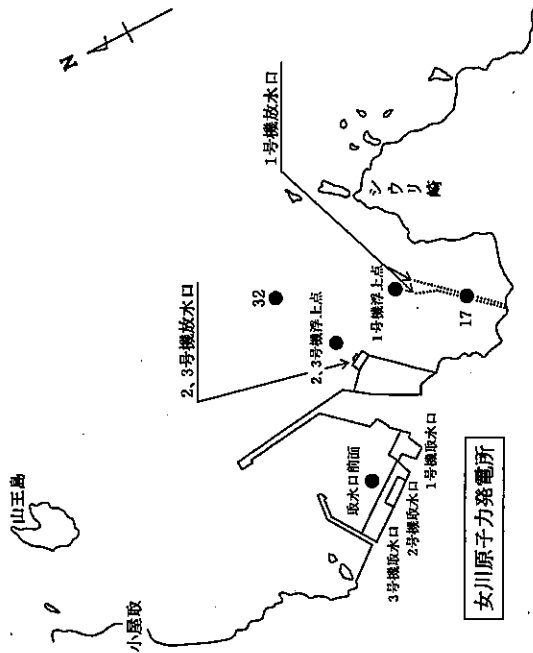 N
1号機放水口
シウリ崎
2、3号機放水口
32
2、3号機浮上点
1号機浮上点
17
山王島
取水口前面
1号機取水口
2号機取水口
3号機取水口
小屋取
女川原子力発電所